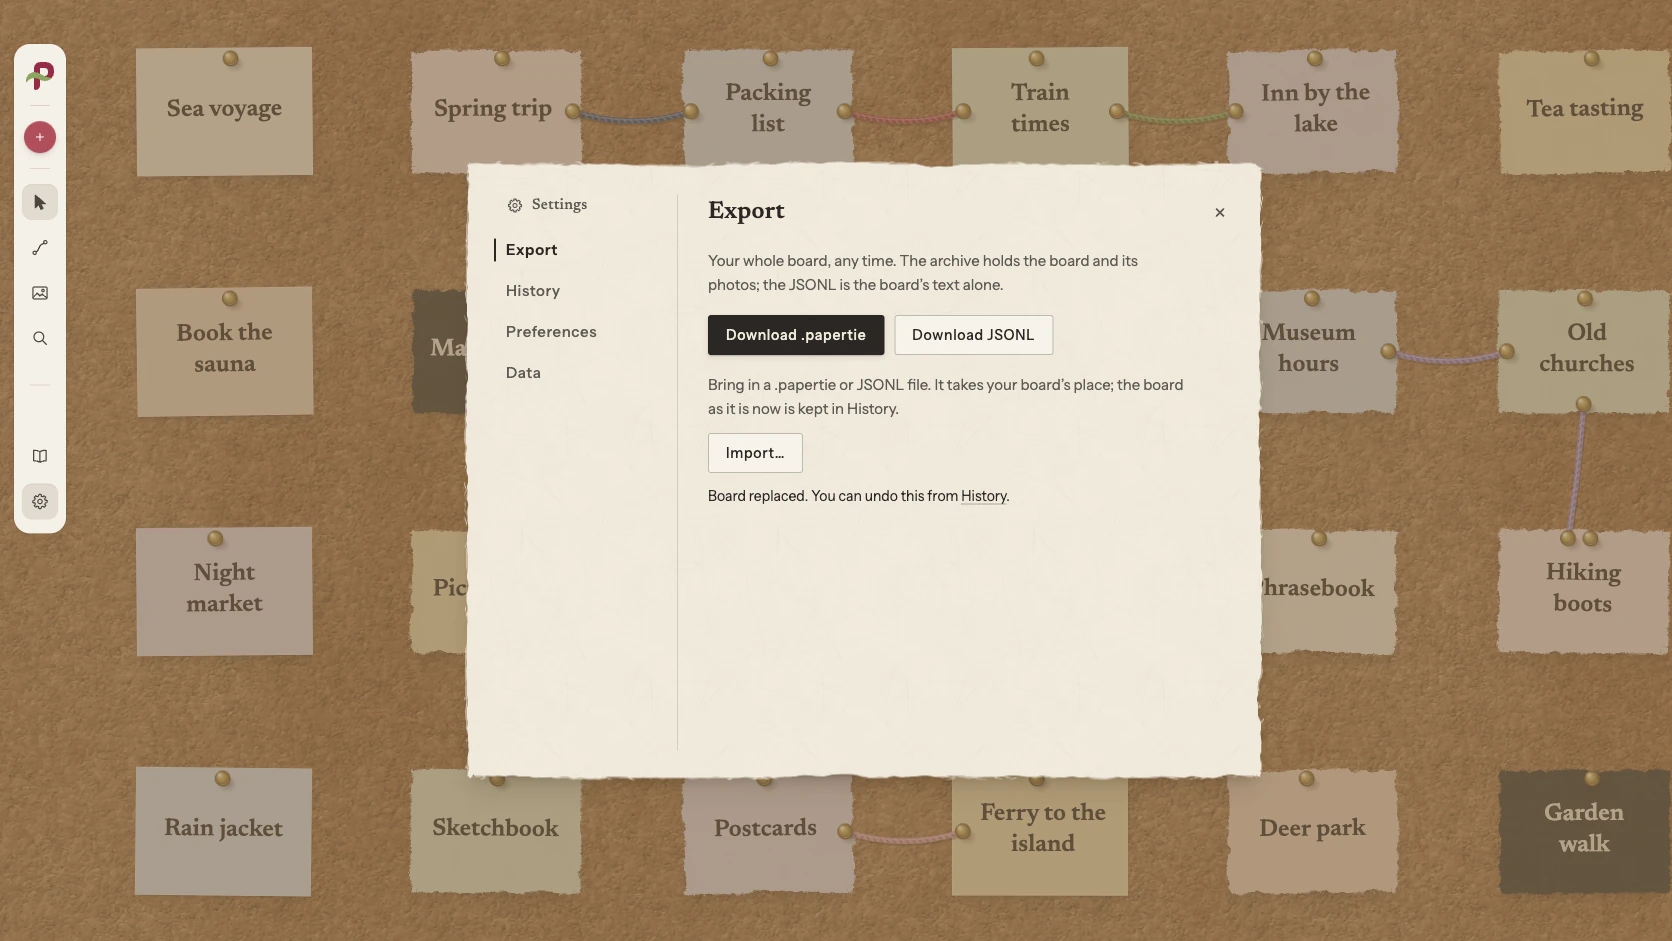 Sea voyage
Spring trip
Packing
list
Train
times
Inn by the
lake
Tea tasting
Settings
Export
History
Preferences
Data
Export
Your whole board, any time. The archive holds the board and its
photos; the JSONL is the board’s text alone.
Download .papertie
Download JSONL
Bring in a .papertie or JSONL file. It takes your board’s place; the board
as it is now is kept in History.
Import…
Board replaced. You can undo this from History.
Book the
sauna
Museum
hours
Old
churches
Night
market
Hiking
boots
Rain jacket
Sketchbook
Postcards
Ferry to the
island
Deer park
Garden
walk